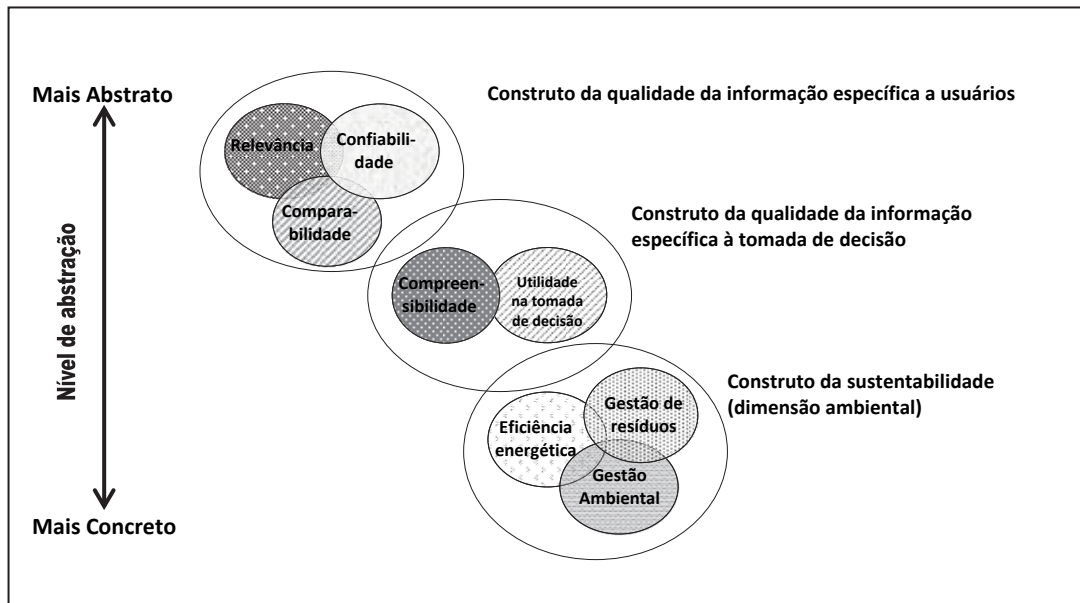 Mais Abstrato
Construto da qualidade da informação específica a usuários
Relevância
Confiabili-
dade
Compara-
bilidade
Nível de abstração
Construto da qualidade da informação
específica à tomada de decisão
Compreen-
sibilidade
Utilidade
na tomada
de decisão
Construto da sustentabilidade
(dimensão ambiental)
Eficiência
energética
Gestão de
resíduos
Gestão
Ambiental
Mais Concreto